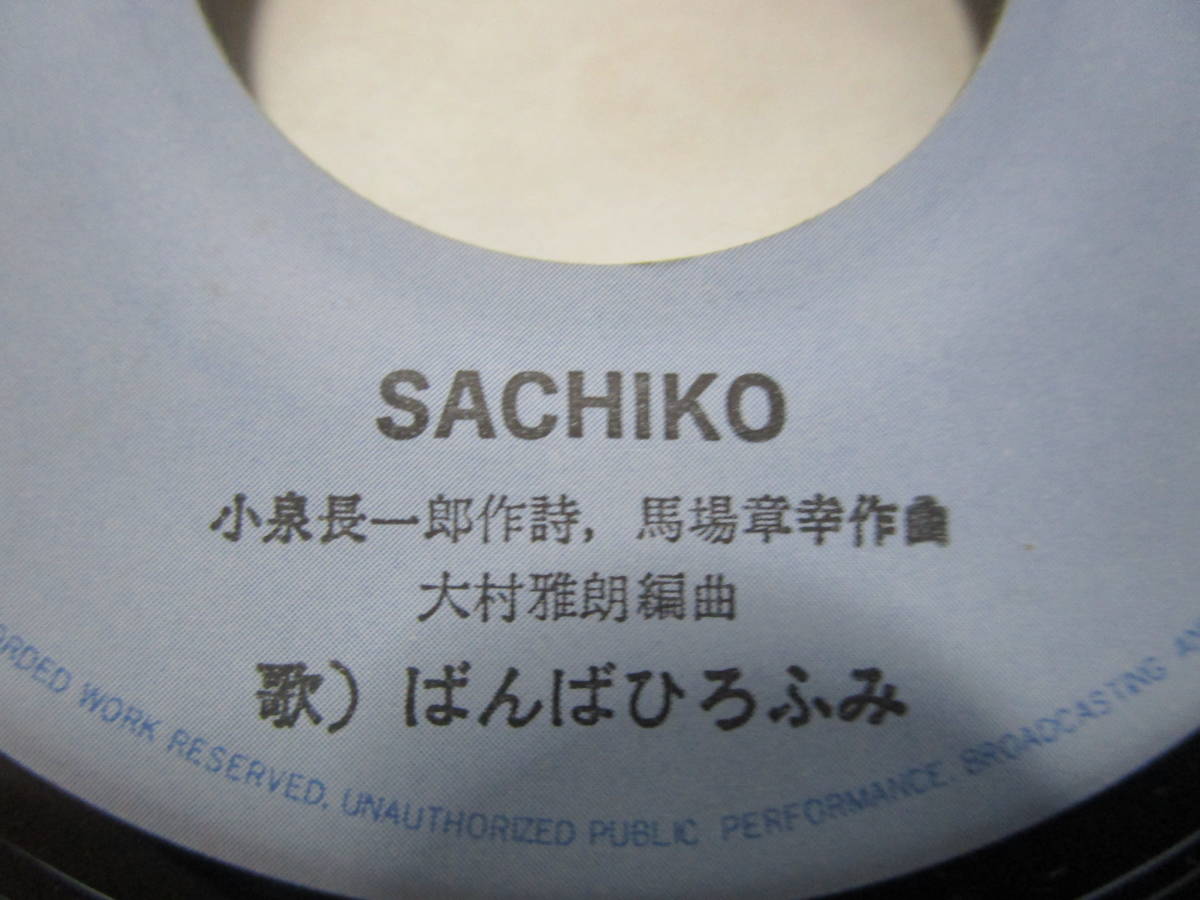 SACHIKO
小泉長一郎作詩，馬場章幸作曲
大村雅朗編曲
歌）ばんばひろふみ
WORK RESERVED. UNAUTHORIZED PUBLIC PERFORMANCE. BROADCASTING